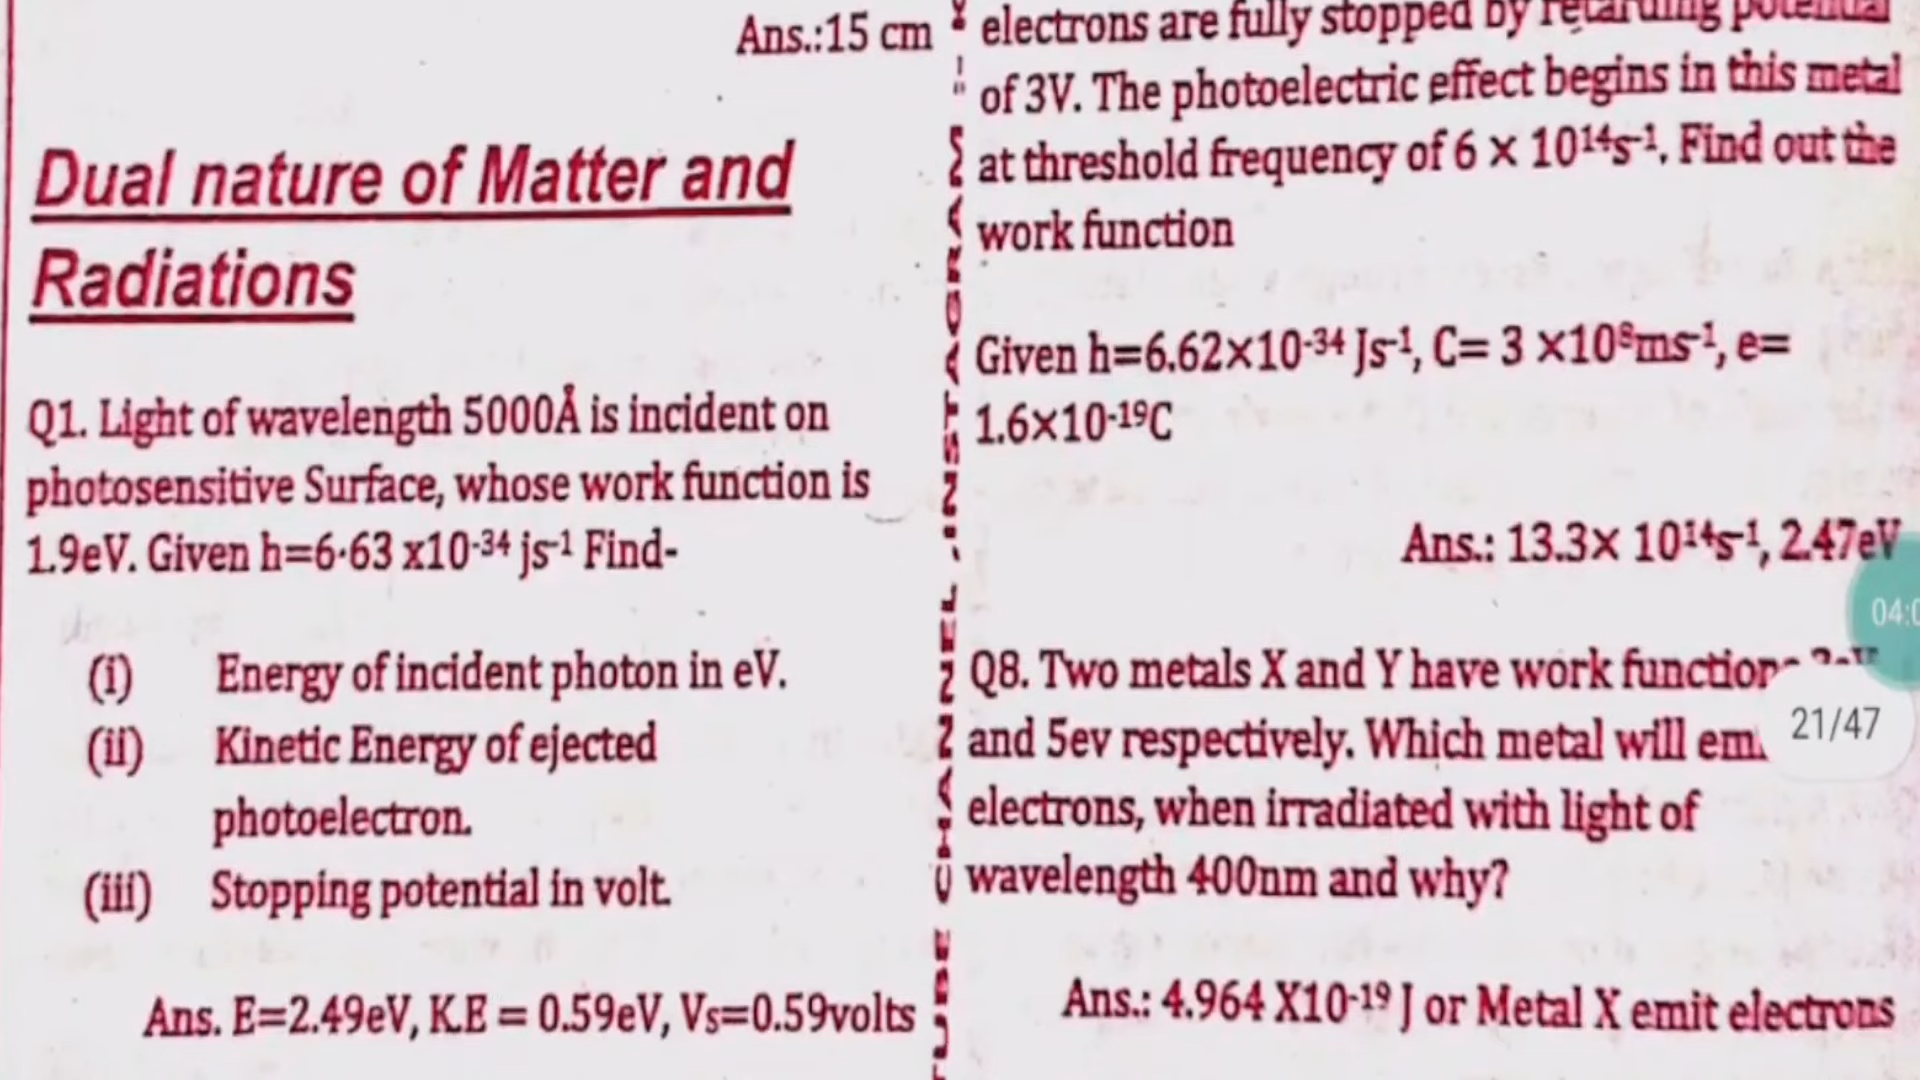 Ans.:15 cm
Dual nature of Matter and
Radiations
Q1. Light of wavelength 5000Å is incident on
photosensitive Surface, whose work function is
1.9eV. Given h=6·63 x10-34 js-1 Find-
(i) Energy of incident photon in eV.
(ii) Kinetic Energy of ejected
photoelectron.
(iii) Stopping potential in volt.
Ans. E=2.49eV, K.E = 0.59eV, Vs=0.59volts
electrons are fully stopped by retarding potential
of 3V. The photoelectric effect begins in this metal
at threshold frequency of 6 × 10¹⁴s-1. Find out the
work function
Given h=6.62×10-34 Js-1, C= 3 ×10⁸ms-1, e=
1.6×10-19C
Ans.: 13.3× 10¹⁴s-1, 2.47eV
Q8. Two metals X and Y have work function
and 5ev respectively. Which metal will
electrons, when irradiated with light of
wavelength 400nm and why?
Ans.: 4.964 X10-19 J or Metal X emit electrons
04:0
21/47